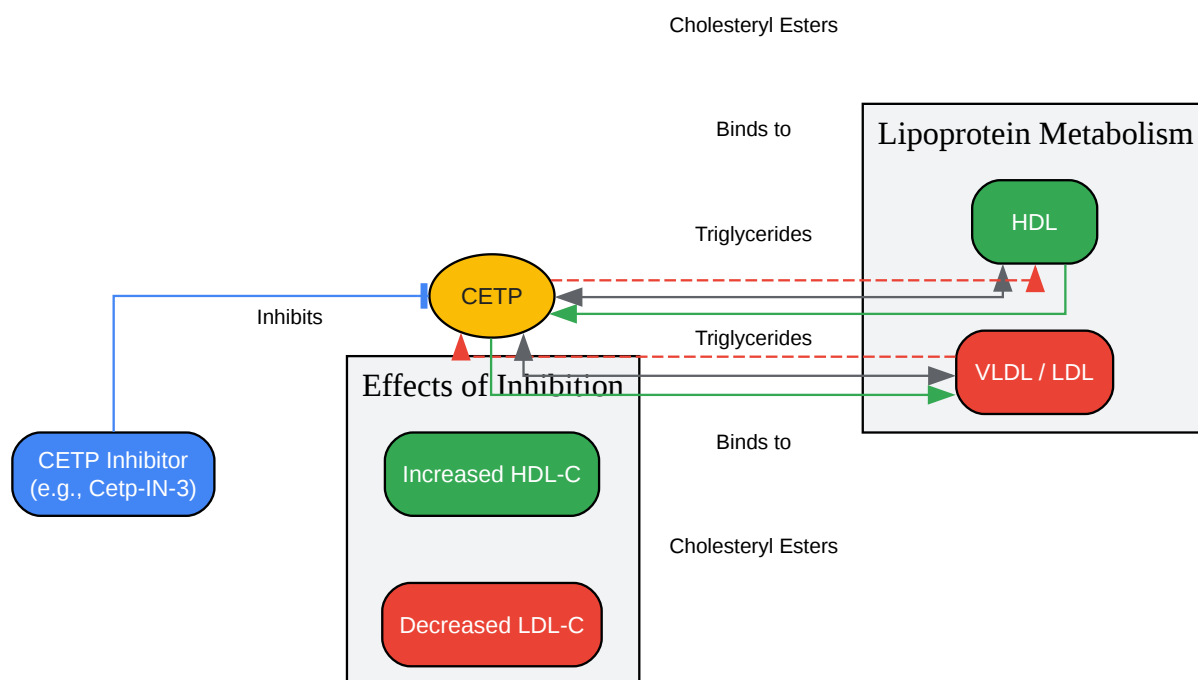 Cholesteryl Esters
Binds to
Lipoprotein Metabolism
HDL
Triglycerides
CETP
Inhibits
Triglycerides
VLDL / LDL
Effects of Inhibition
Binds to
CETP Inhibitor
(e.g., Cetp-IN-3)
Increased HDL-C
Cholesteryl Esters
Decreased LDL-C